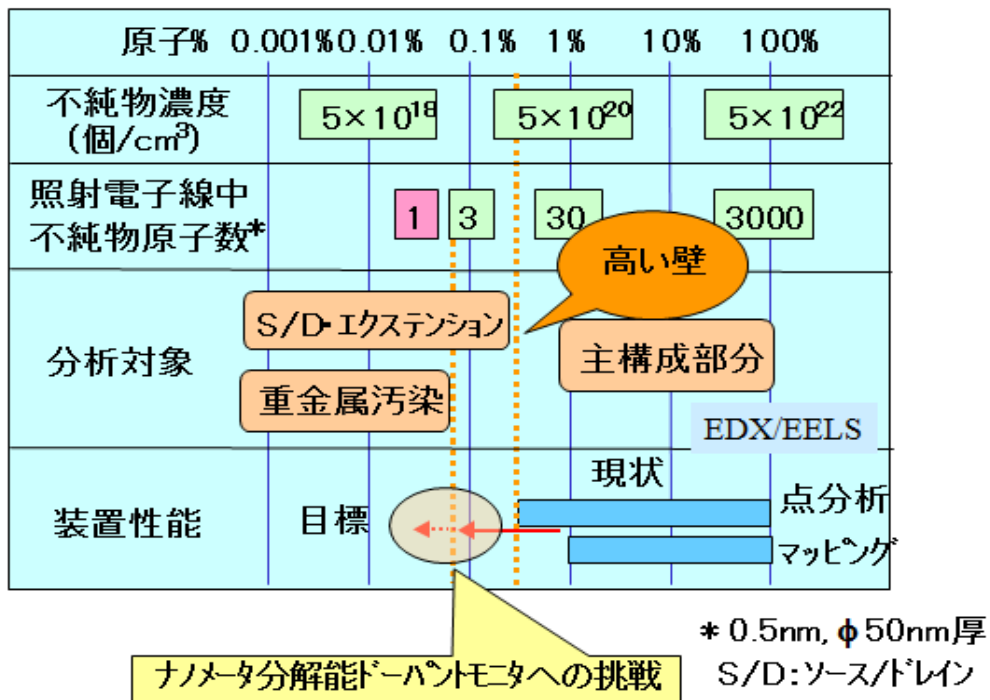 原子% 0.001% 0.01% 0.1% 1% 10% 100%
不純物濃度
(個/cm³)
5×10¹⁸ 5×10²⁰ 5×10²²
照射電子線中
不純物原子数*
1 3 30 3000
高い壁
分析対象
S/D・エクステンション
主構成部分
重金属汚染
EDX/EELS
装置性能
目標
現状
点分析
マッピング
* 0.5nm, φ50nm厚
ナノメータ分解能ドーパントモニタへの挑戦
S/D:ソース/ドレイン